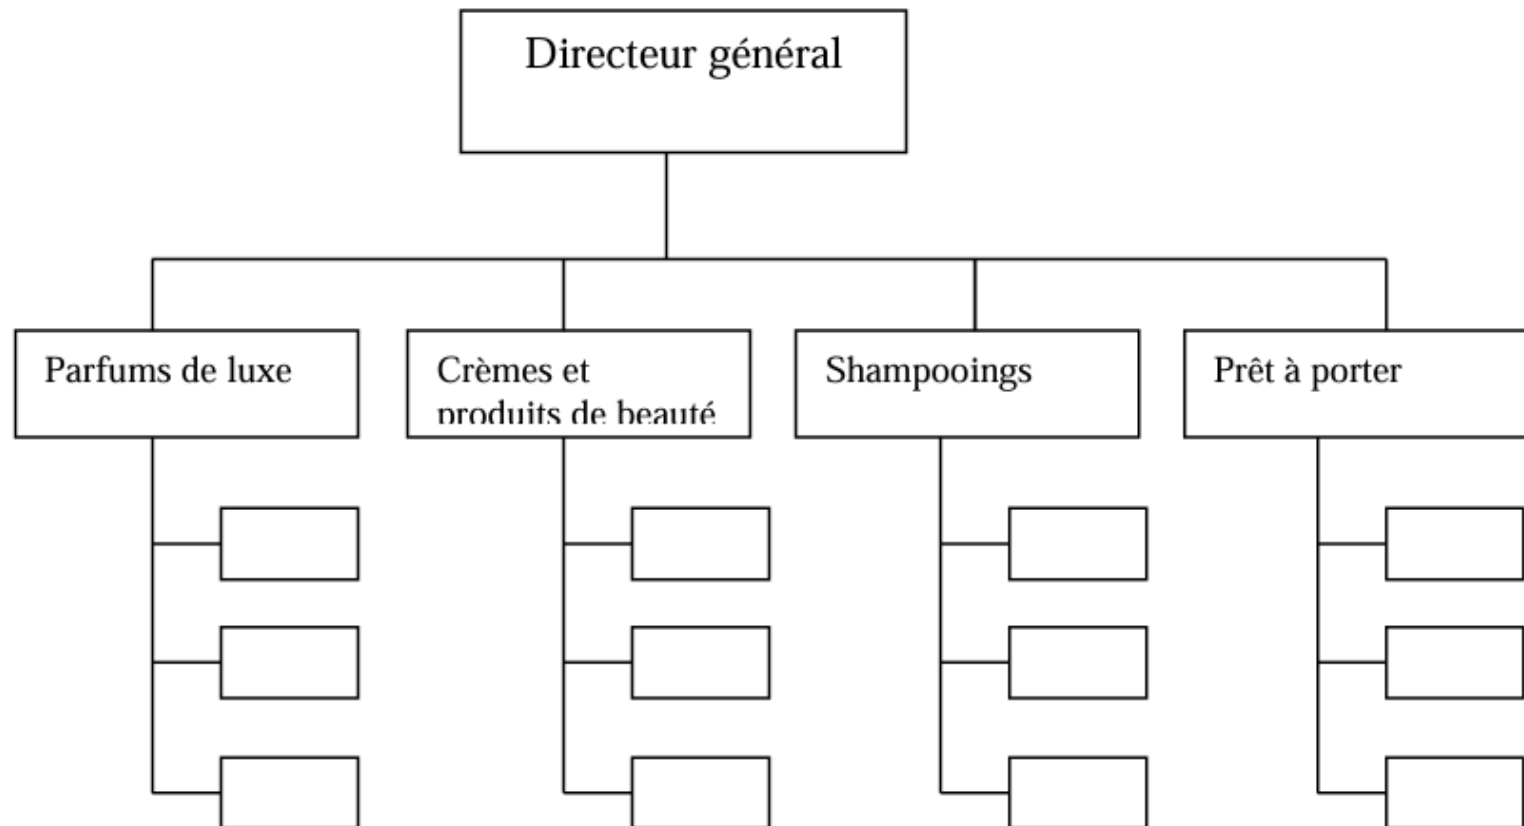 Directeur général
Parfums de luxe
Crèmes et
produits de beauté
Shampooings
Prêt à porter